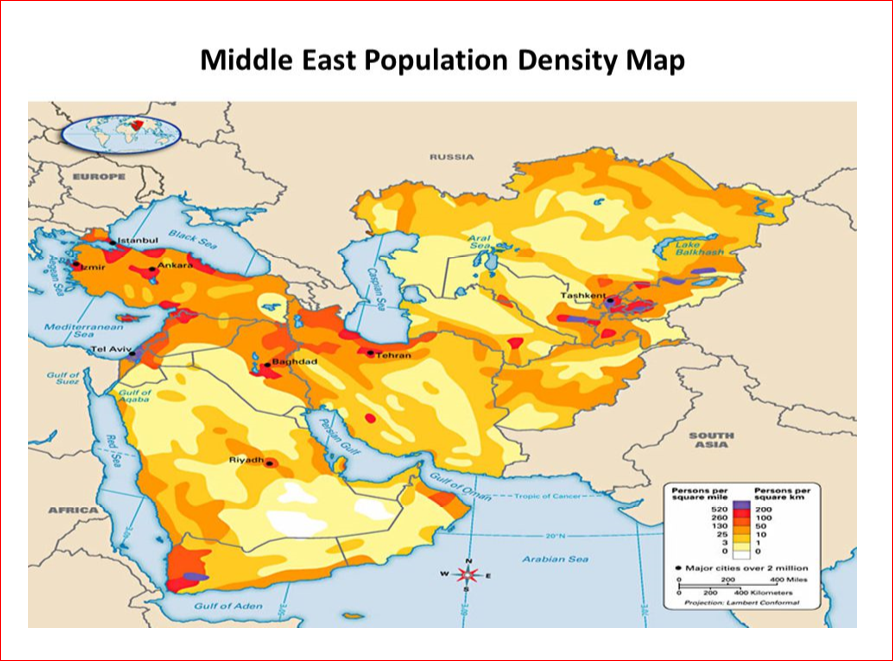 Middle East Population Density Map
RUSSIA
EUROPE
Istanbul
Black Sea
Aral
Sea
Lake
Balkhash
Izmir
Ankara
Aegean Sea
Caspian Sea
Tashkent
Mediterranean
Sea
Tel Aviv
Baghdad
Tehran
Gulf of
Suez
Gulf of
Aqaba
Persian Gulf
Red Sea
SOUTH
ASIA
Riyadh
Gulf of Oman
Tropic of Cancer
AFRICA
20°N
Arabian Sea
Gulf of Aden
N
W
E
S
Persons per
square mile
Persons per
square km
520 200
260 100
130 50
25 10
3 1
0 0
Major cities over 2 million
0 200 400 Miles
0 200 400 Kilometers
Projection: Lambert Conformal